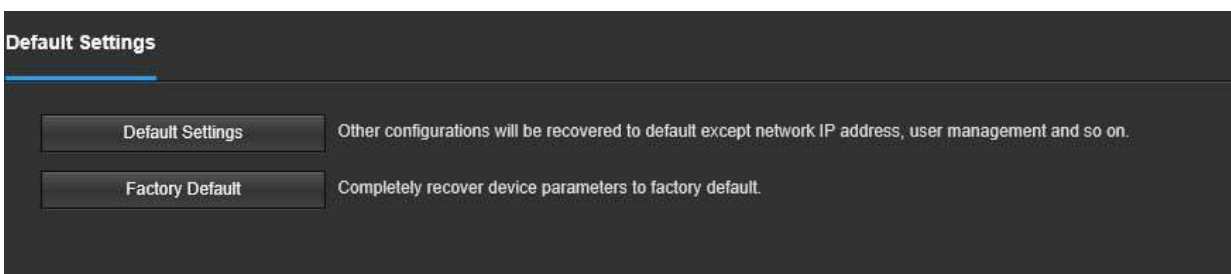 Default Settings
Default Settings Other configurations will be recovered to default except network IP address, user management and so on.
Factory Default Completely recover device parameters to factory default.